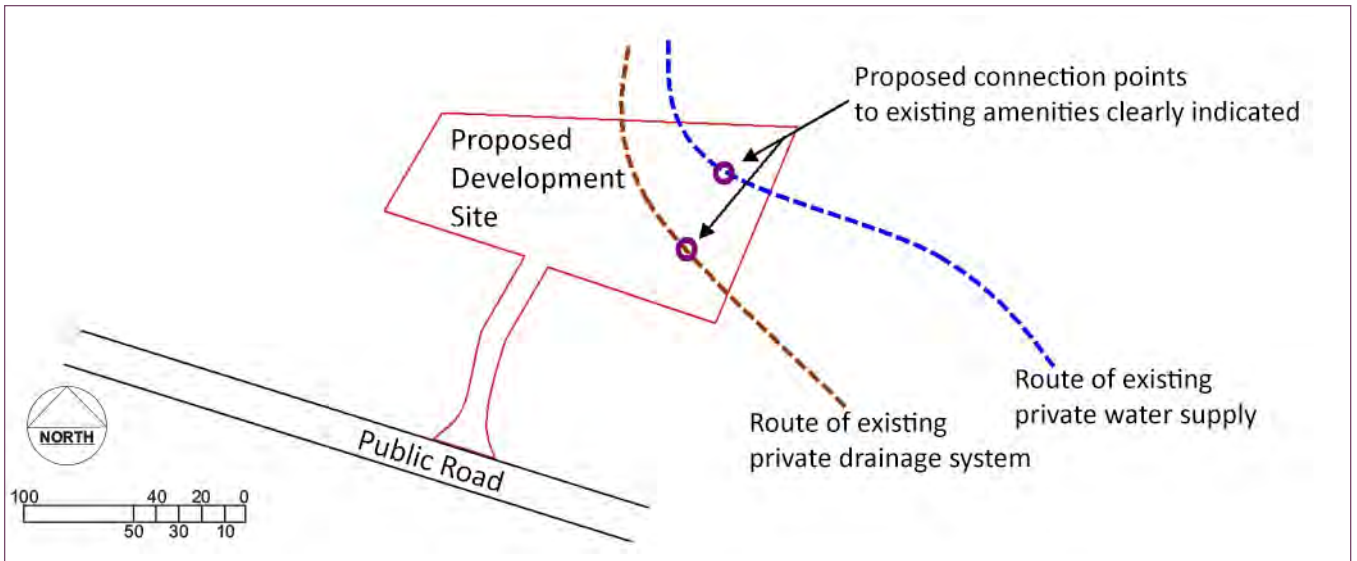 Proposed connection points
to existing amenities clearly indicated
Proposed
Development
Site
Route of existing
private water supply
Route of existing
private drainage system
Public Road
NORTH
100 40 20 0
50 30 10